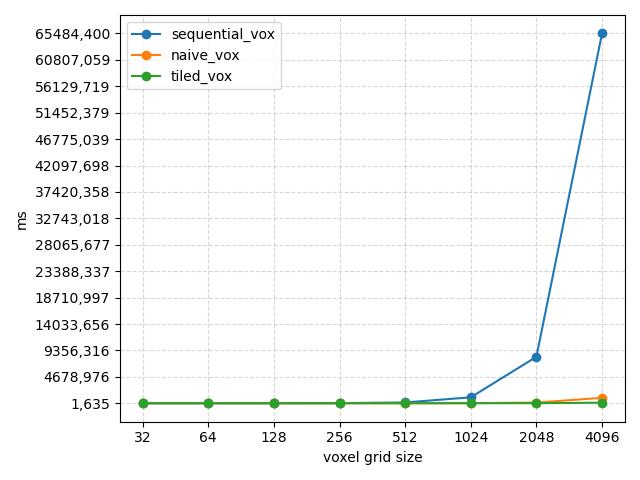 65484,400
60807,059
56129,719
51452,379
46775,039
42097,698
37420,358
32743,018
28065,677
23388,337
18710,997
14033,656
9356,316
4678,976
1,635
ms
sequential_vox
naive_vox
tiled_vox
32 64 128 256 512 1024 2048 4096
voxel grid size